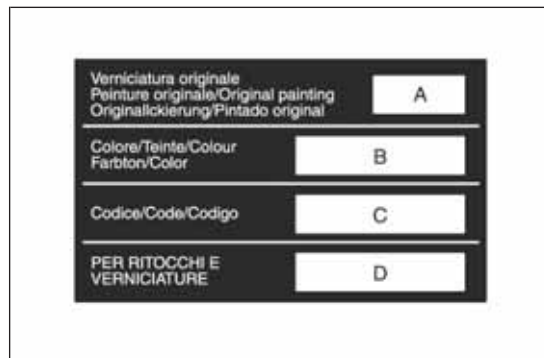 Verniciatura originale
Peinture originale/Original painting
Originallckierung/Pintado original
A
Colore/Teinte/Colour
Farbton/Color
B
Codice/Code/Codigo
C
PER RITOCCHI E
VERNICIATURE
D